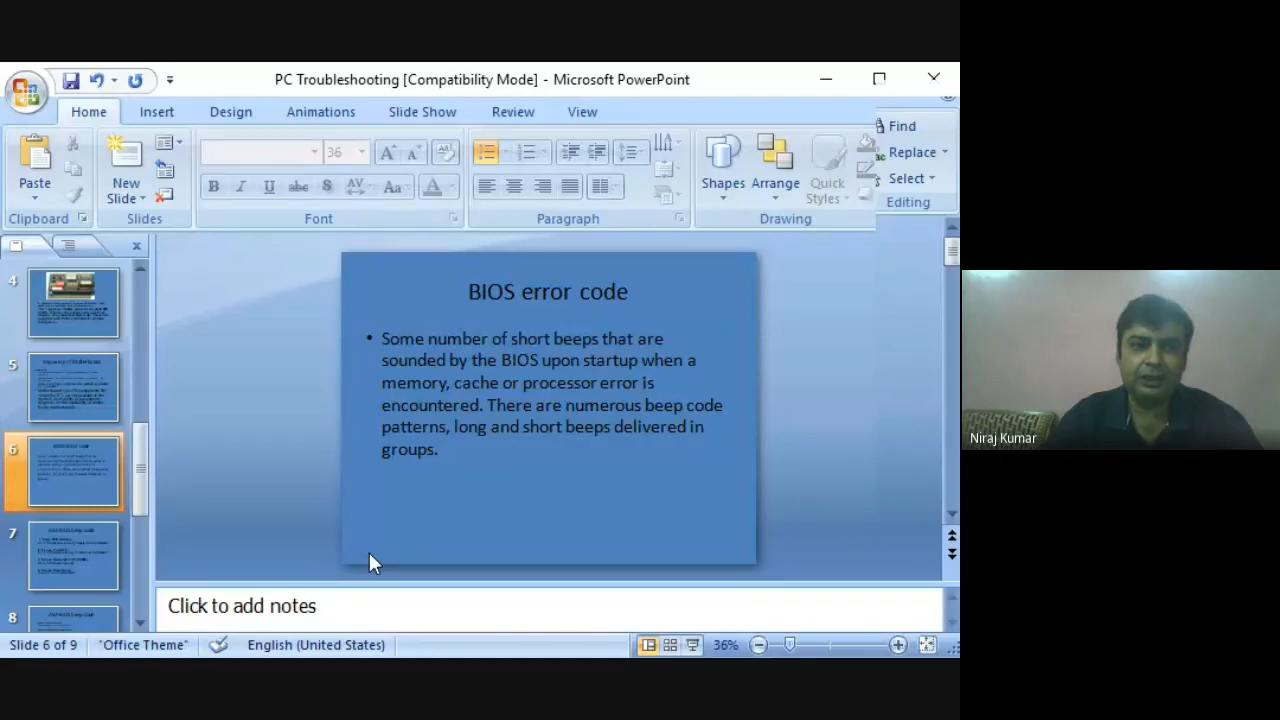 PC Troubleshooting [Compatibility Mode] - Microsoft PowerPoint
Home Insert Design Animations Slide Show Review View
Paste
New
Slide
36
B I U abc S AV Aa A
Shapes Arrange Quick
Styles
Find
Replace
Select
Clipboard Slides Font Paragraph Drawing Editing
4
5
6
7
8
BIOS error code
• Some number of short beeps that are
sounded by the BIOS upon startup when a
memory, cache or processor error is
encountered. There are numerous beep code
patterns, long and short beeps delivered in
groups.
Click to add notes
Slide 6 of 9 "Office Theme" English (United States) 36%
Niraj Kumar